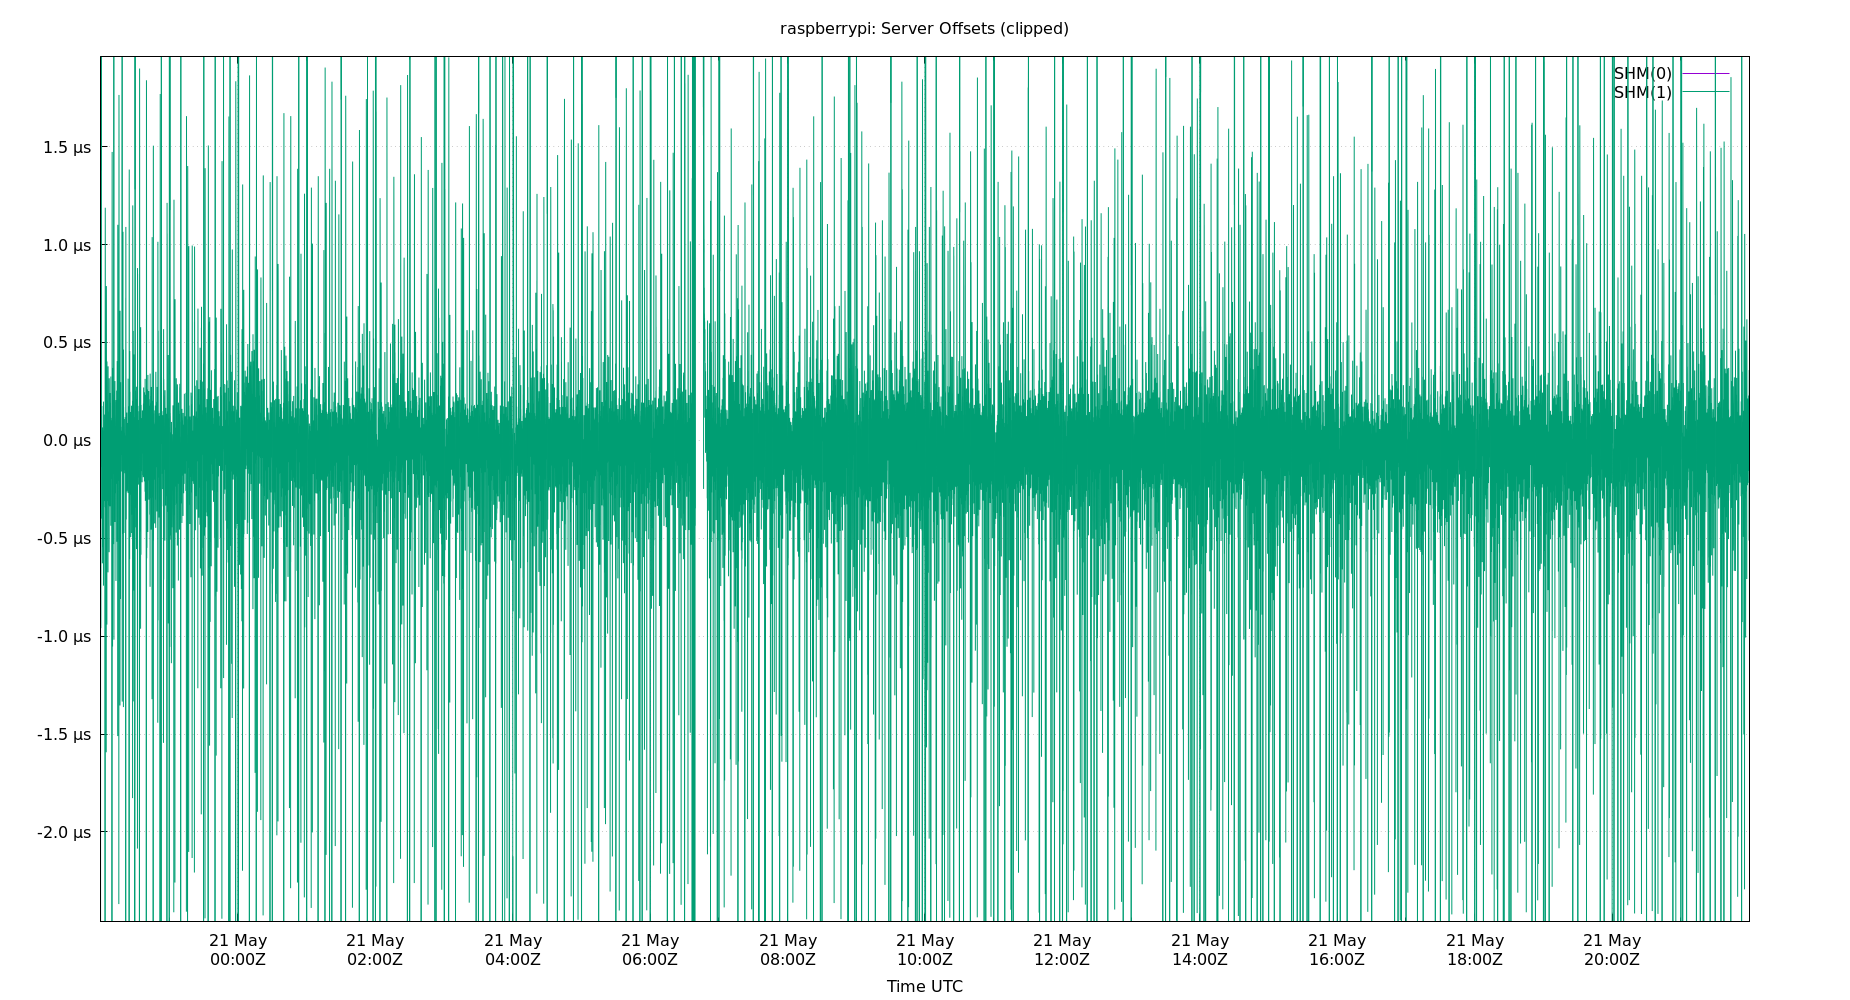 raspberrypi: Server Offsets (clipped)
SHM(0)
SHM(1)
1.5 µs
1.0 µs
0.5 µs
0.0 µs
-0.5 µs
-1.0 µs
-1.5 µs
-2.0 µs
21 May 21 May 21 May 21 May 21 May 21 May 21 May 21 May 21 May 21 May 21 May
00:00Z 02:00Z 04:00Z 06:00Z 08:00Z 10:00Z 12:00Z 14:00Z 16:00Z 18:00Z 20:00Z
Time UTC